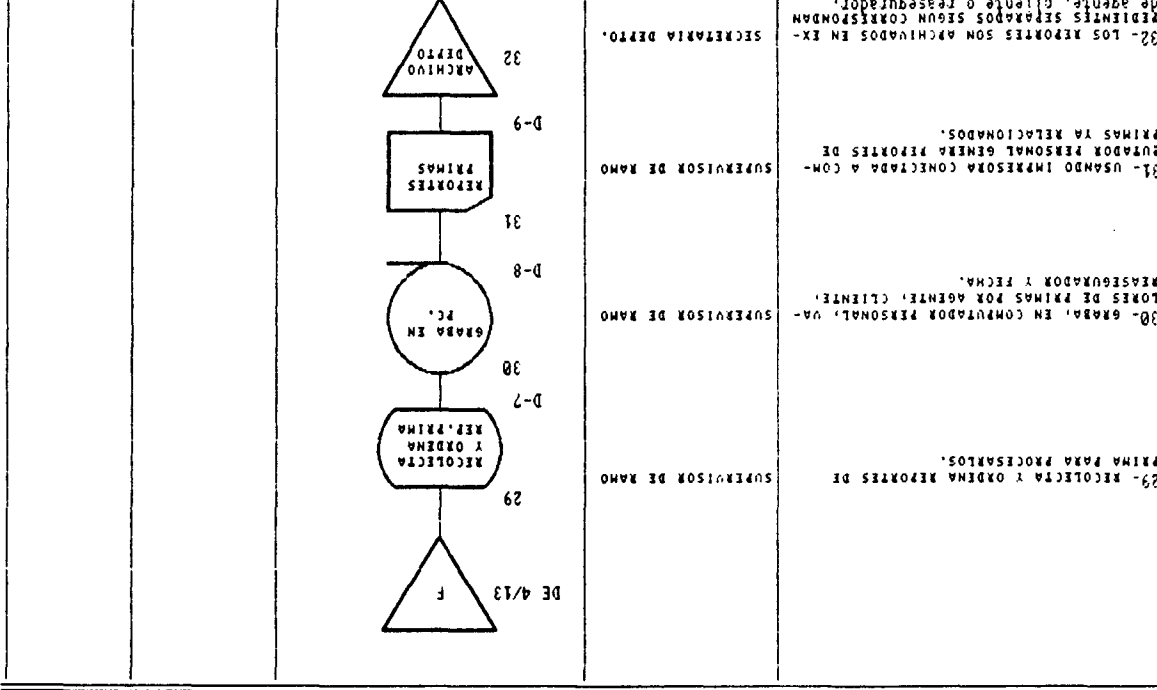 DE 4/13
F
29- RECOLECTA Y ORDENA REPORTES DE
PRIMA PARA PROCESARLOS.
SUPERVISOR DE RAMO
29
RECOLECTA
Y ORDENA
REP.PRIMA
D-7
30- GRABA, EN COMPUTADOR PERSONAL, VA-
LORES DE PRIMAS POR AGENTE, CLIENTE,
REASEGURADOR Y FECHA.
SUPERVISOR DE RAMO
30
GRABA EN
PC.
D-8
31- USANDO IMPRESORA CONECTADA A COM-
PUTADOR PERSONAL GENERA REPORTES DE
PRIMAS YA RELACIONADOS.
SUPERVISOR DE RAMO
31
REPORTES
PRIMAS
D-9
32- LOS REPORTES SON ARCHIVADOS EN EX-
PEDIENTES SEPARADOS SEGUN CORRESPONDAN
de agente, cliente o reasegurador.
SECRETARIA DEPTO.
32
ARCHIVO
DEPTO